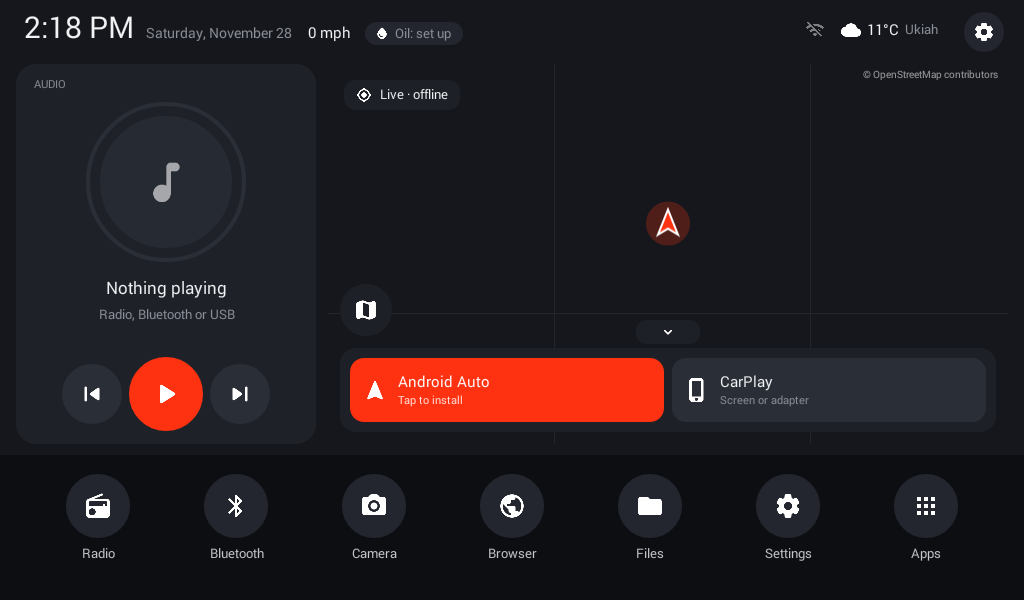 2:18 PM Saturday, November 28 0 mph Oil: set up 11°C Ukiah
AUDIO
© OpenStreetMap contributors
Live · offline
Nothing playing
Radio, Bluetooth or USB
Android Auto
Tap to install
CarPlay
Screen or adapter
Radio Bluetooth Camera Browser Files Settings Apps